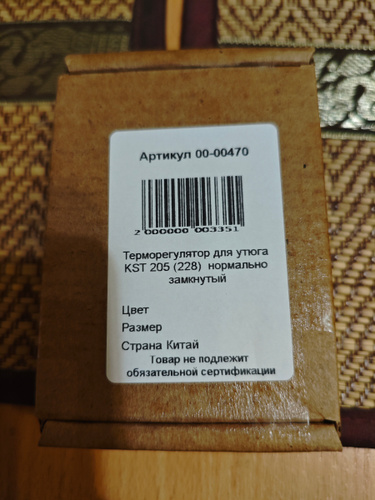 Артикул 00-00470
2 000000 003351
Терморегулятор для утюга
KST 205 (228) нормально
замкнутый
Цвет
Размер
Страна Китай
Товар не подлежит
обязательной сертификации